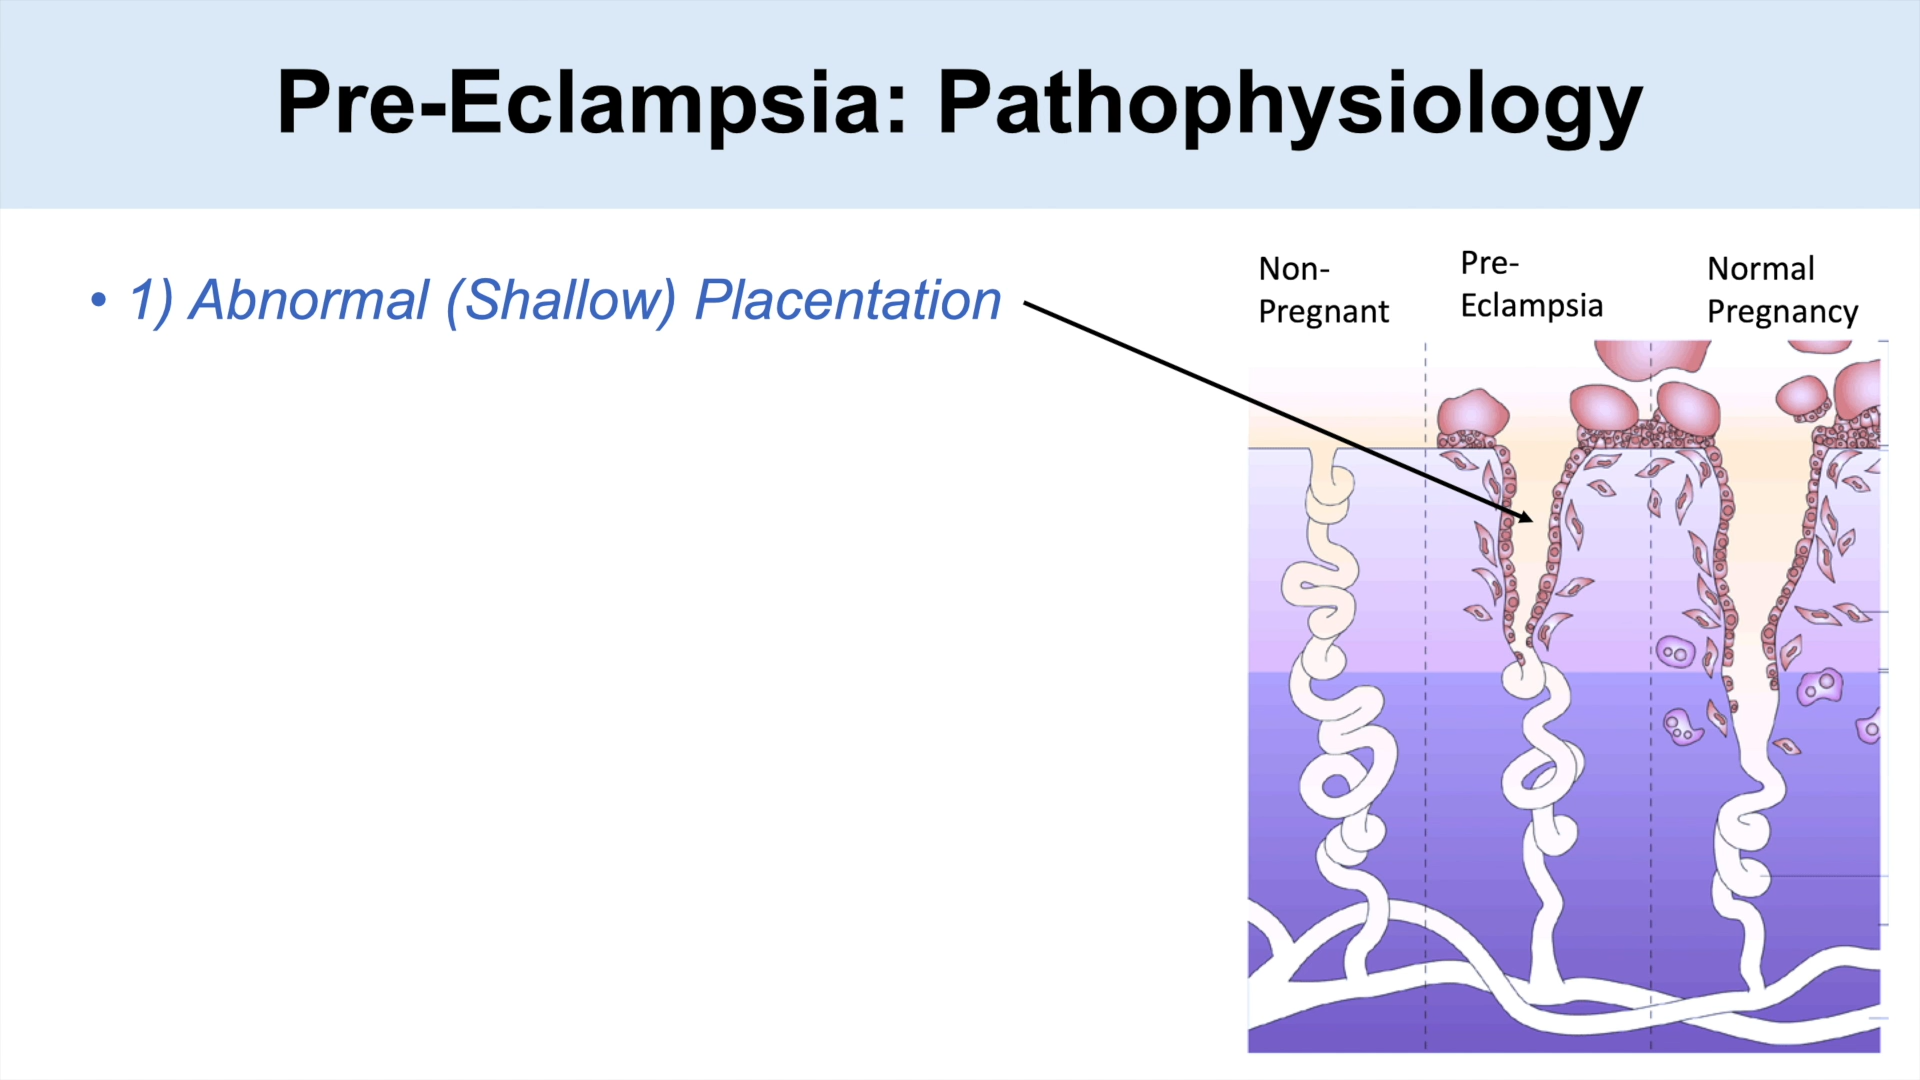 Pre-Eclampsia: Pathophysiology
• 1) Abnormal (Shallow) Placentation
Non-
Pregnant
Pre-
Eclampsia
Normal
Pregnancy